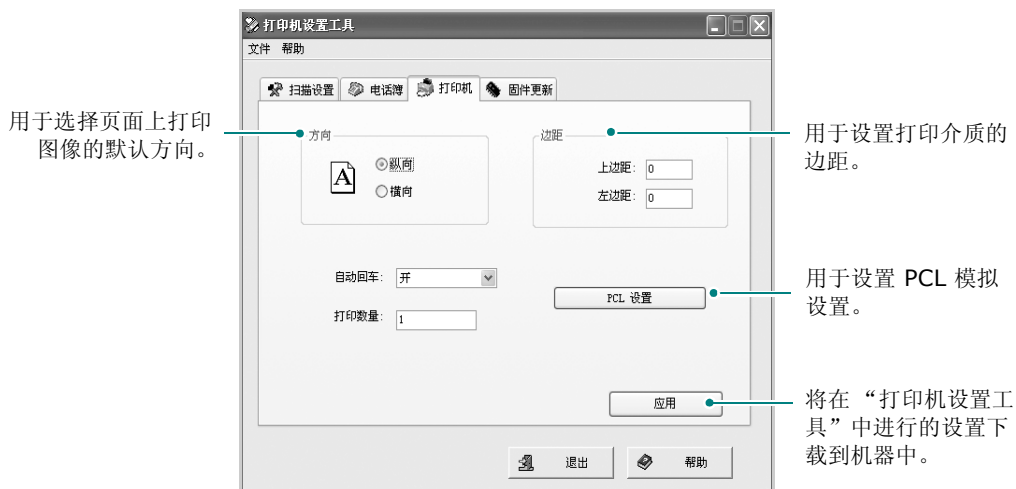 打印机设置工具
文件 帮助
扫描设置 电话簿 打印机 固件更新
用于选择页面上打印
图像的默认方向。
方向
A
纵向
横向
边距
上边距: 0
左边距: 0
用于设置打印介质的
边距。
自动回车: 开
打印数量: 1
PCL 设置
用于设置 PCL 模拟
设置。
应用
将在 “打印机设置工
具”中进行的设置下
载到机器中。
退出 帮助